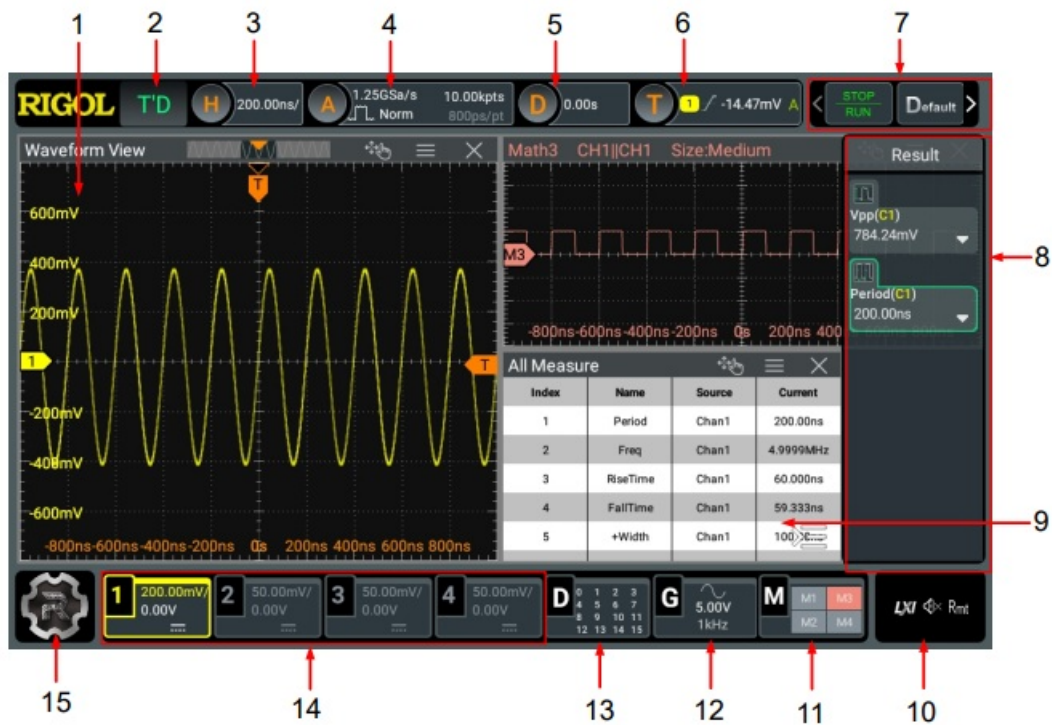 1 2 3 4 5 6 7
RIGOL T'D H 200.00ns/ A 1.25GSa/s 10.00kpts D 0.00s T 1 -14.47mV A < STOP Default >
Norm 800ps/pt RUN
Waveform View Math3 CH1||CH1 Size:Medium Result
T
600mV
Vpp(C1)
784.24mV
400mV
M3
8
Period(C1)
200.00ns
200mV
-800ns-600ns-400ns-200ns 0s 200ns 400
1 T
All Measure
Index Name Source Current
1 Period Chan1 200.00ns
-200mV
2 Freq Chan1 4.9999MHz
-400mV
3 RiseTime Chan1 60.000ns
4 FallTime Chan1 59.333ns
-600mV
9
5 +Width Chan1
-800ns-600ns-400ns-200ns 0s 200ns 400ns 600ns 800ns
1 200.00mV/ 2 50.00mV/ 3 50.00mV/ 4 50.00mV/
0.00V 0.00V 0.00V 0.00V
D 0 1 2 3
4 5 6 7
8 9 10 11
12 13 14 15
G 5.00V
1kHz
M M1 M3
M2 M4
LXI Rmt
15 14 13 12 11 10